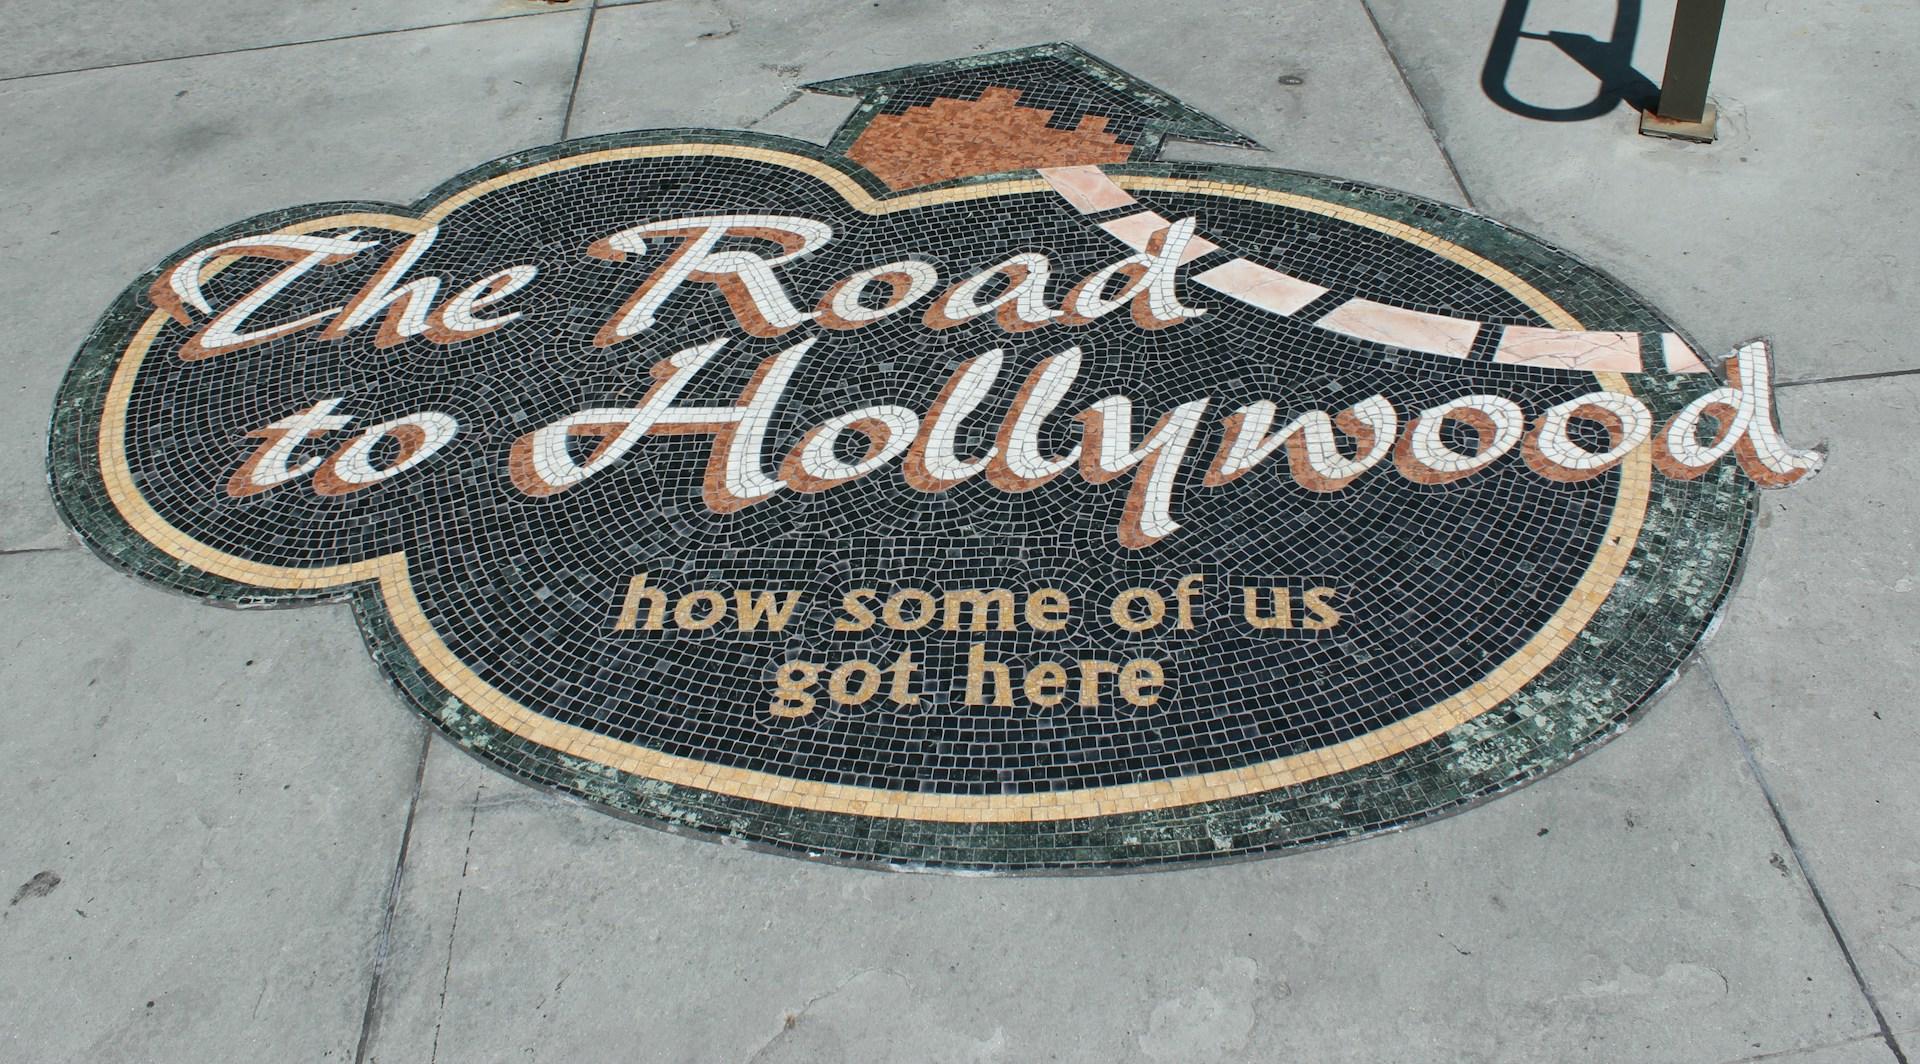 The Road
to Hollywood
how some of us
got here